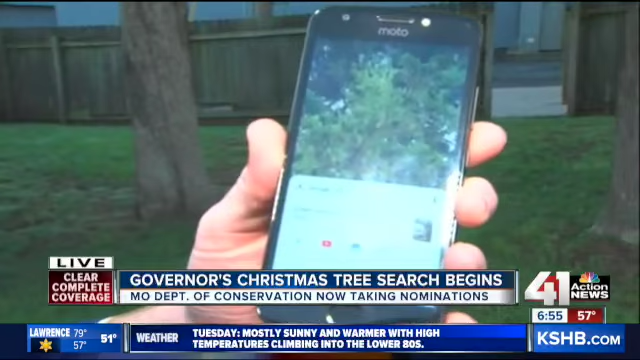 moto
LIVE
CLEAR
COMPLETE
COVERAGE
GOVERNOR'S CHRISTMAS TREE SEARCH BEGINS
MO DEPT. OF CONSERVATION NOW TAKING NOMINATIONS
41
NBC
ACTION
NEWS
6:55 57°
LAWRENCE 79° 57° 51°
WEATHER
TUESDAY: MOSTLY SUNNY AND WARMER WITH HIGH
TEMPERATURES CLIMBING INTO THE LOWER 80S.
KSHB.COM